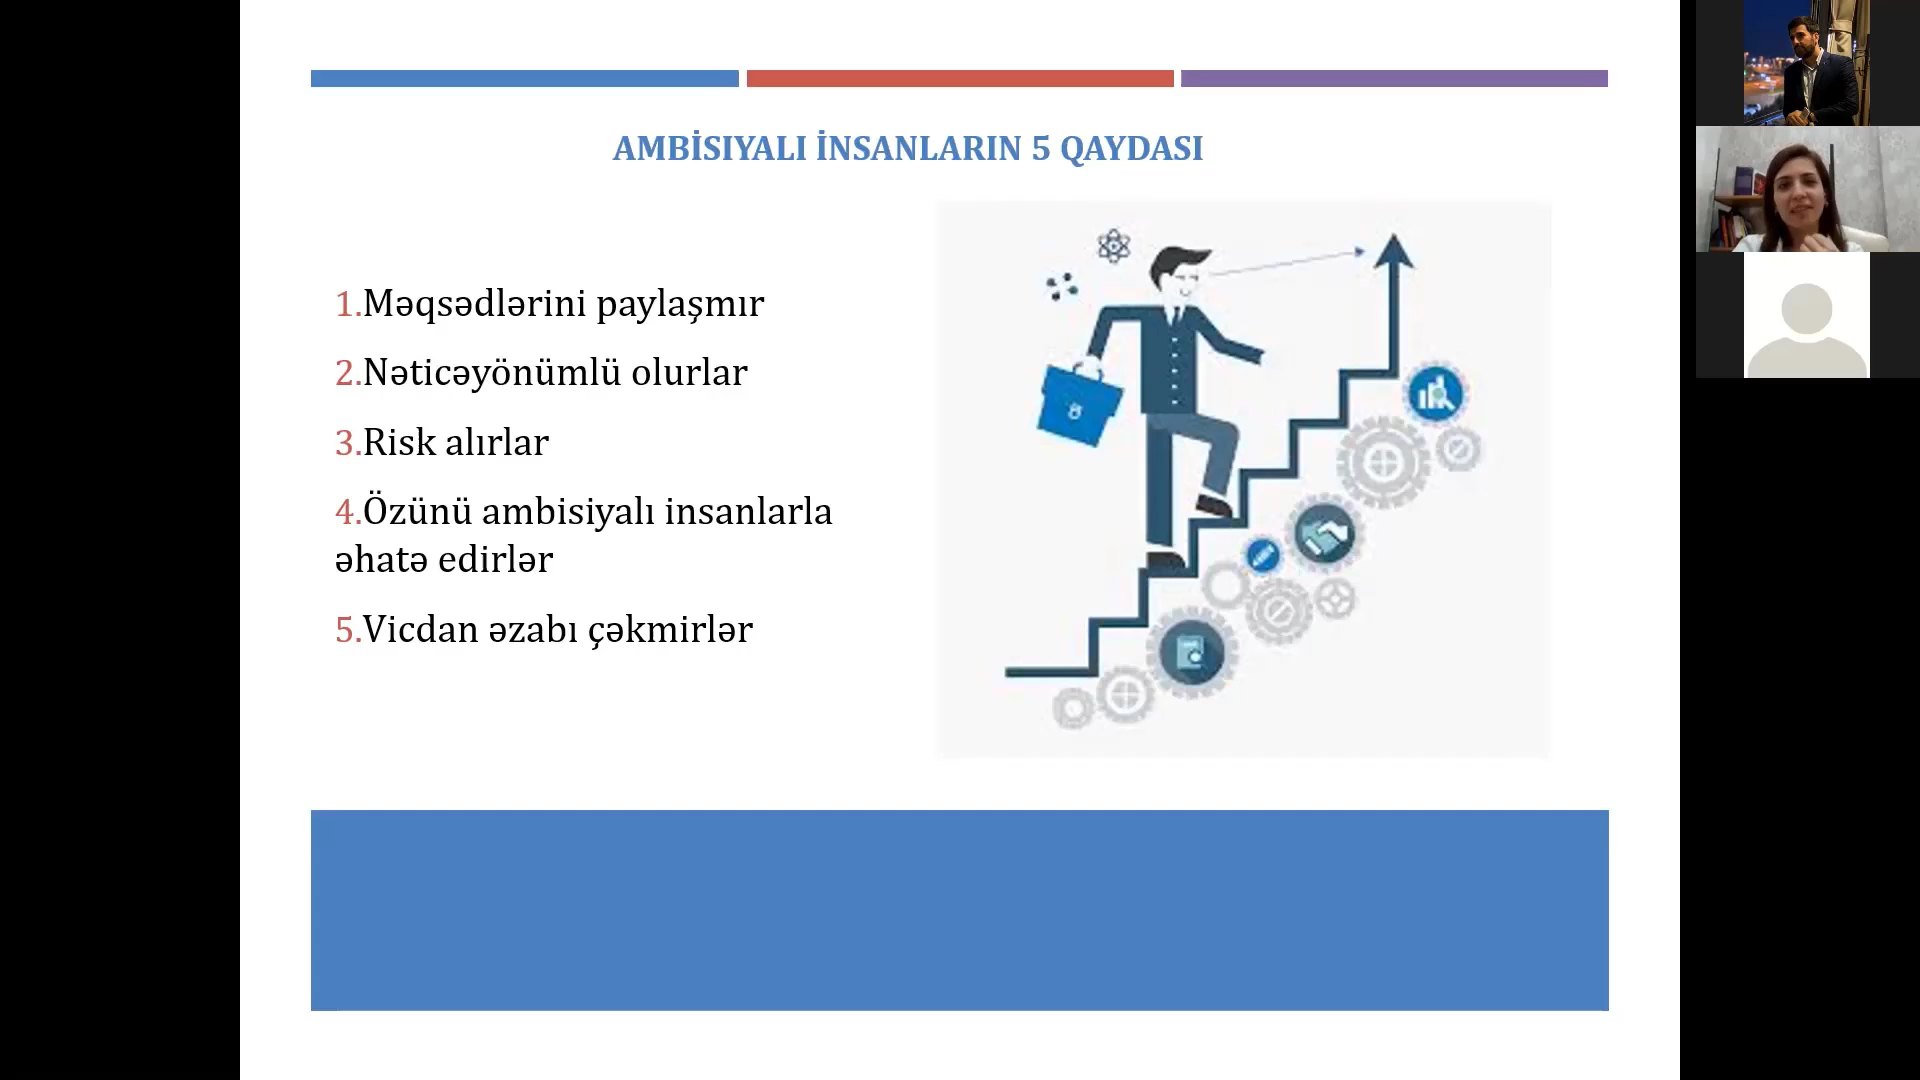 AMBİSIYALI İNSANLARIN 5 QAYDASI
1.Məqsədlərini paylaşmır
2.Nəticəyönümlü olurlar
3.Risk alırlar
4.Özünü ambisiyalı insanlarla
əhatə edirlər
5.Vicdan əzabı çəkmirlər